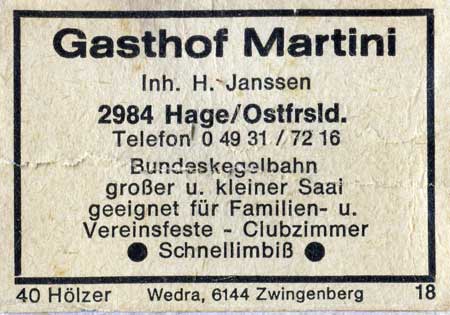 Gasthof Martini
Inh. H. Janssen
2984 Hage/Ostfrsld.
Telefon 0 49 31 / 72 16
Bundeskegelbahn
großer u. kleiner Saal
geeignet für Familien- u.
Vereinsfeste - Clubzimmer
● Schnellimbiß ●
40 Hölzer Wedra, 6144 Zwingenberg 18